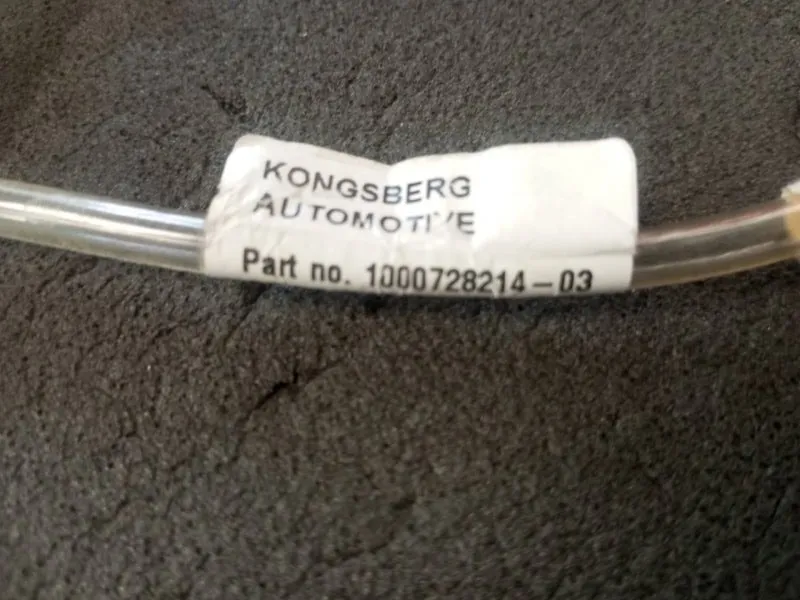 KONGSBERG
AUTOMOTIVE
Part no. 1000728214-03